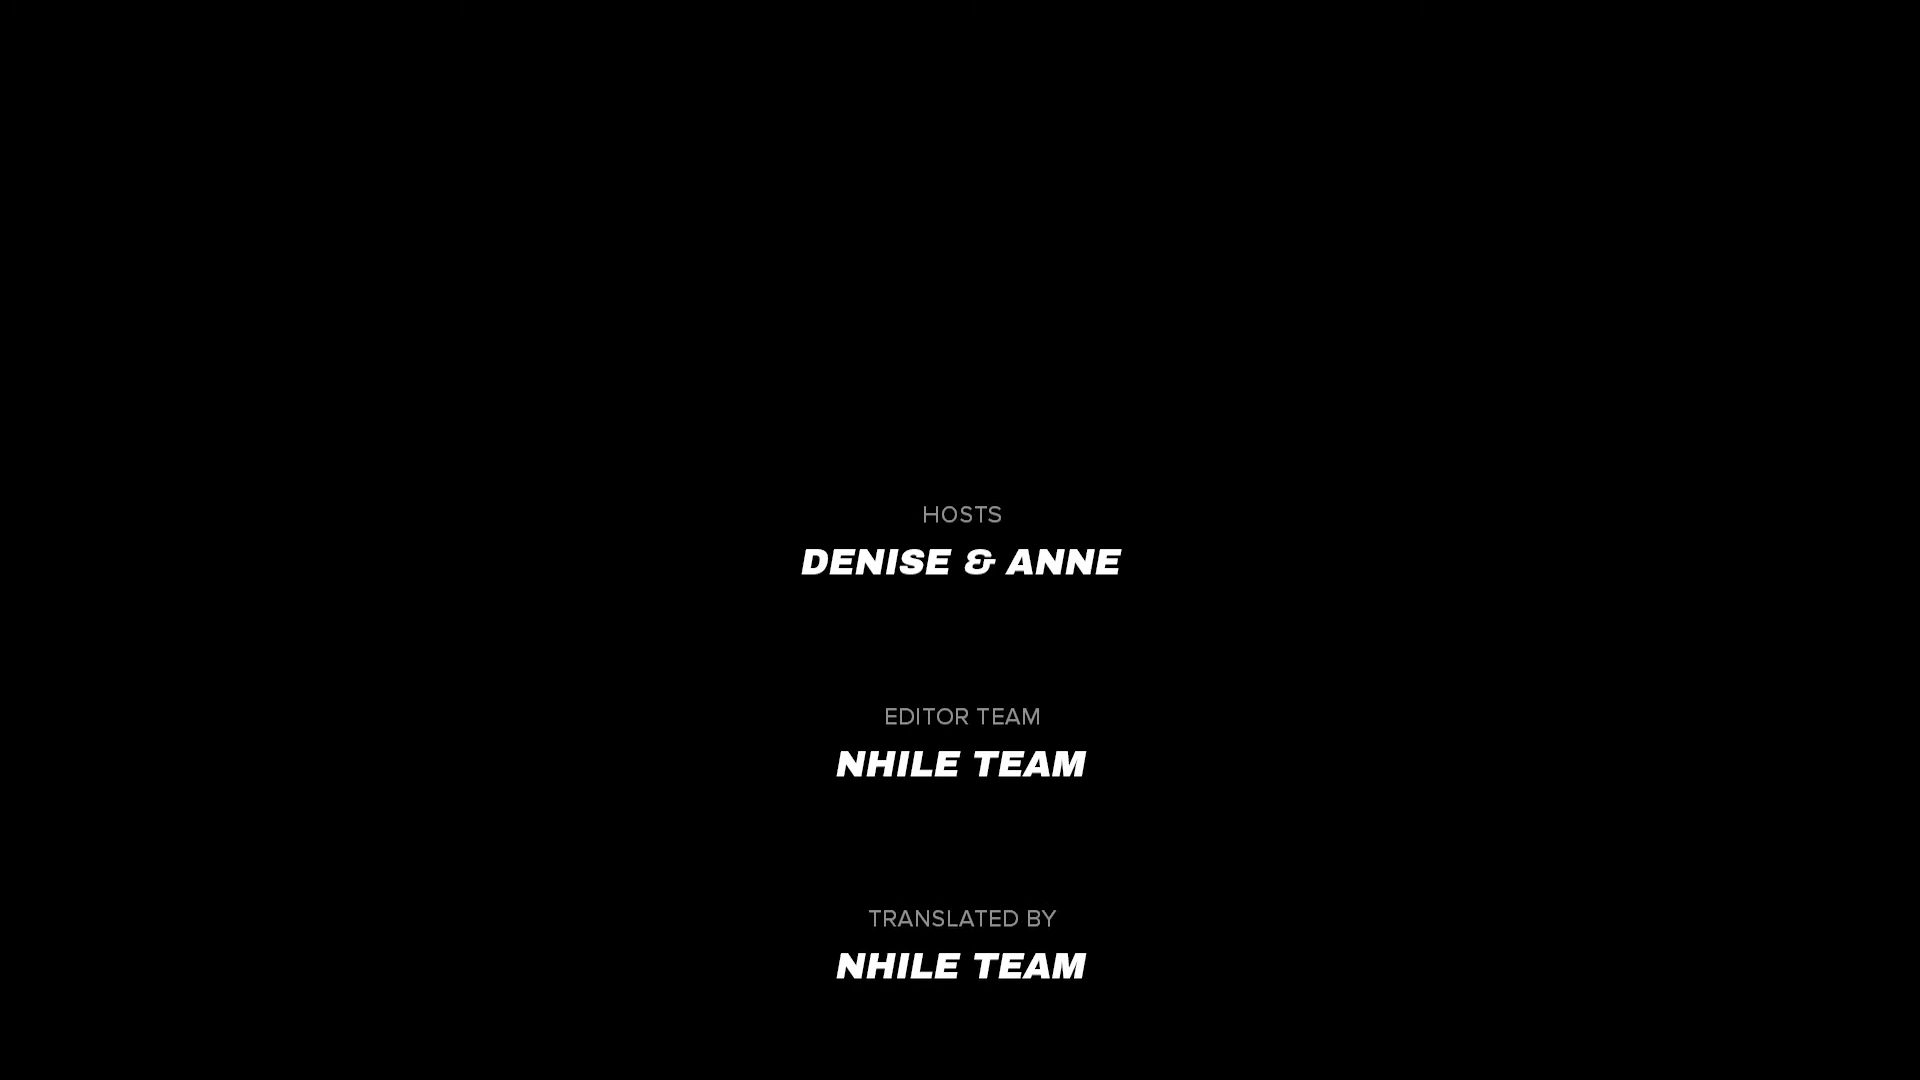 HOSTS
DENISE & ANNE
EDITOR TEAM
NHILE TEAM
TRANSLATED BY
NHILE TEAM